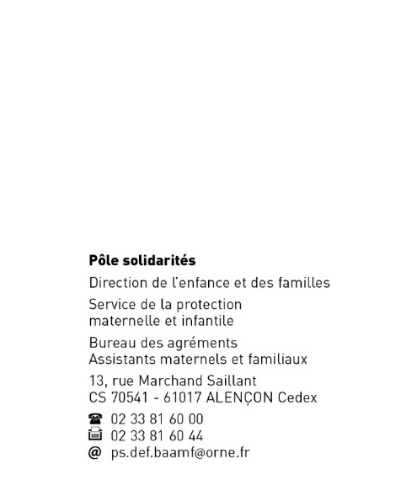 Pôle solidarités
Direction de l'enfance et des familles
Service de la protection
maternelle et infantile
Bureau des agréments
Assistants maternels et familiaux
13, rue Marchand Saillant
CS 70541 - 61017 ALENÇON Cedex
☎ 02 33 81 60 00
02 33 81 60 44
@ ps.def.baamf@orne.fr